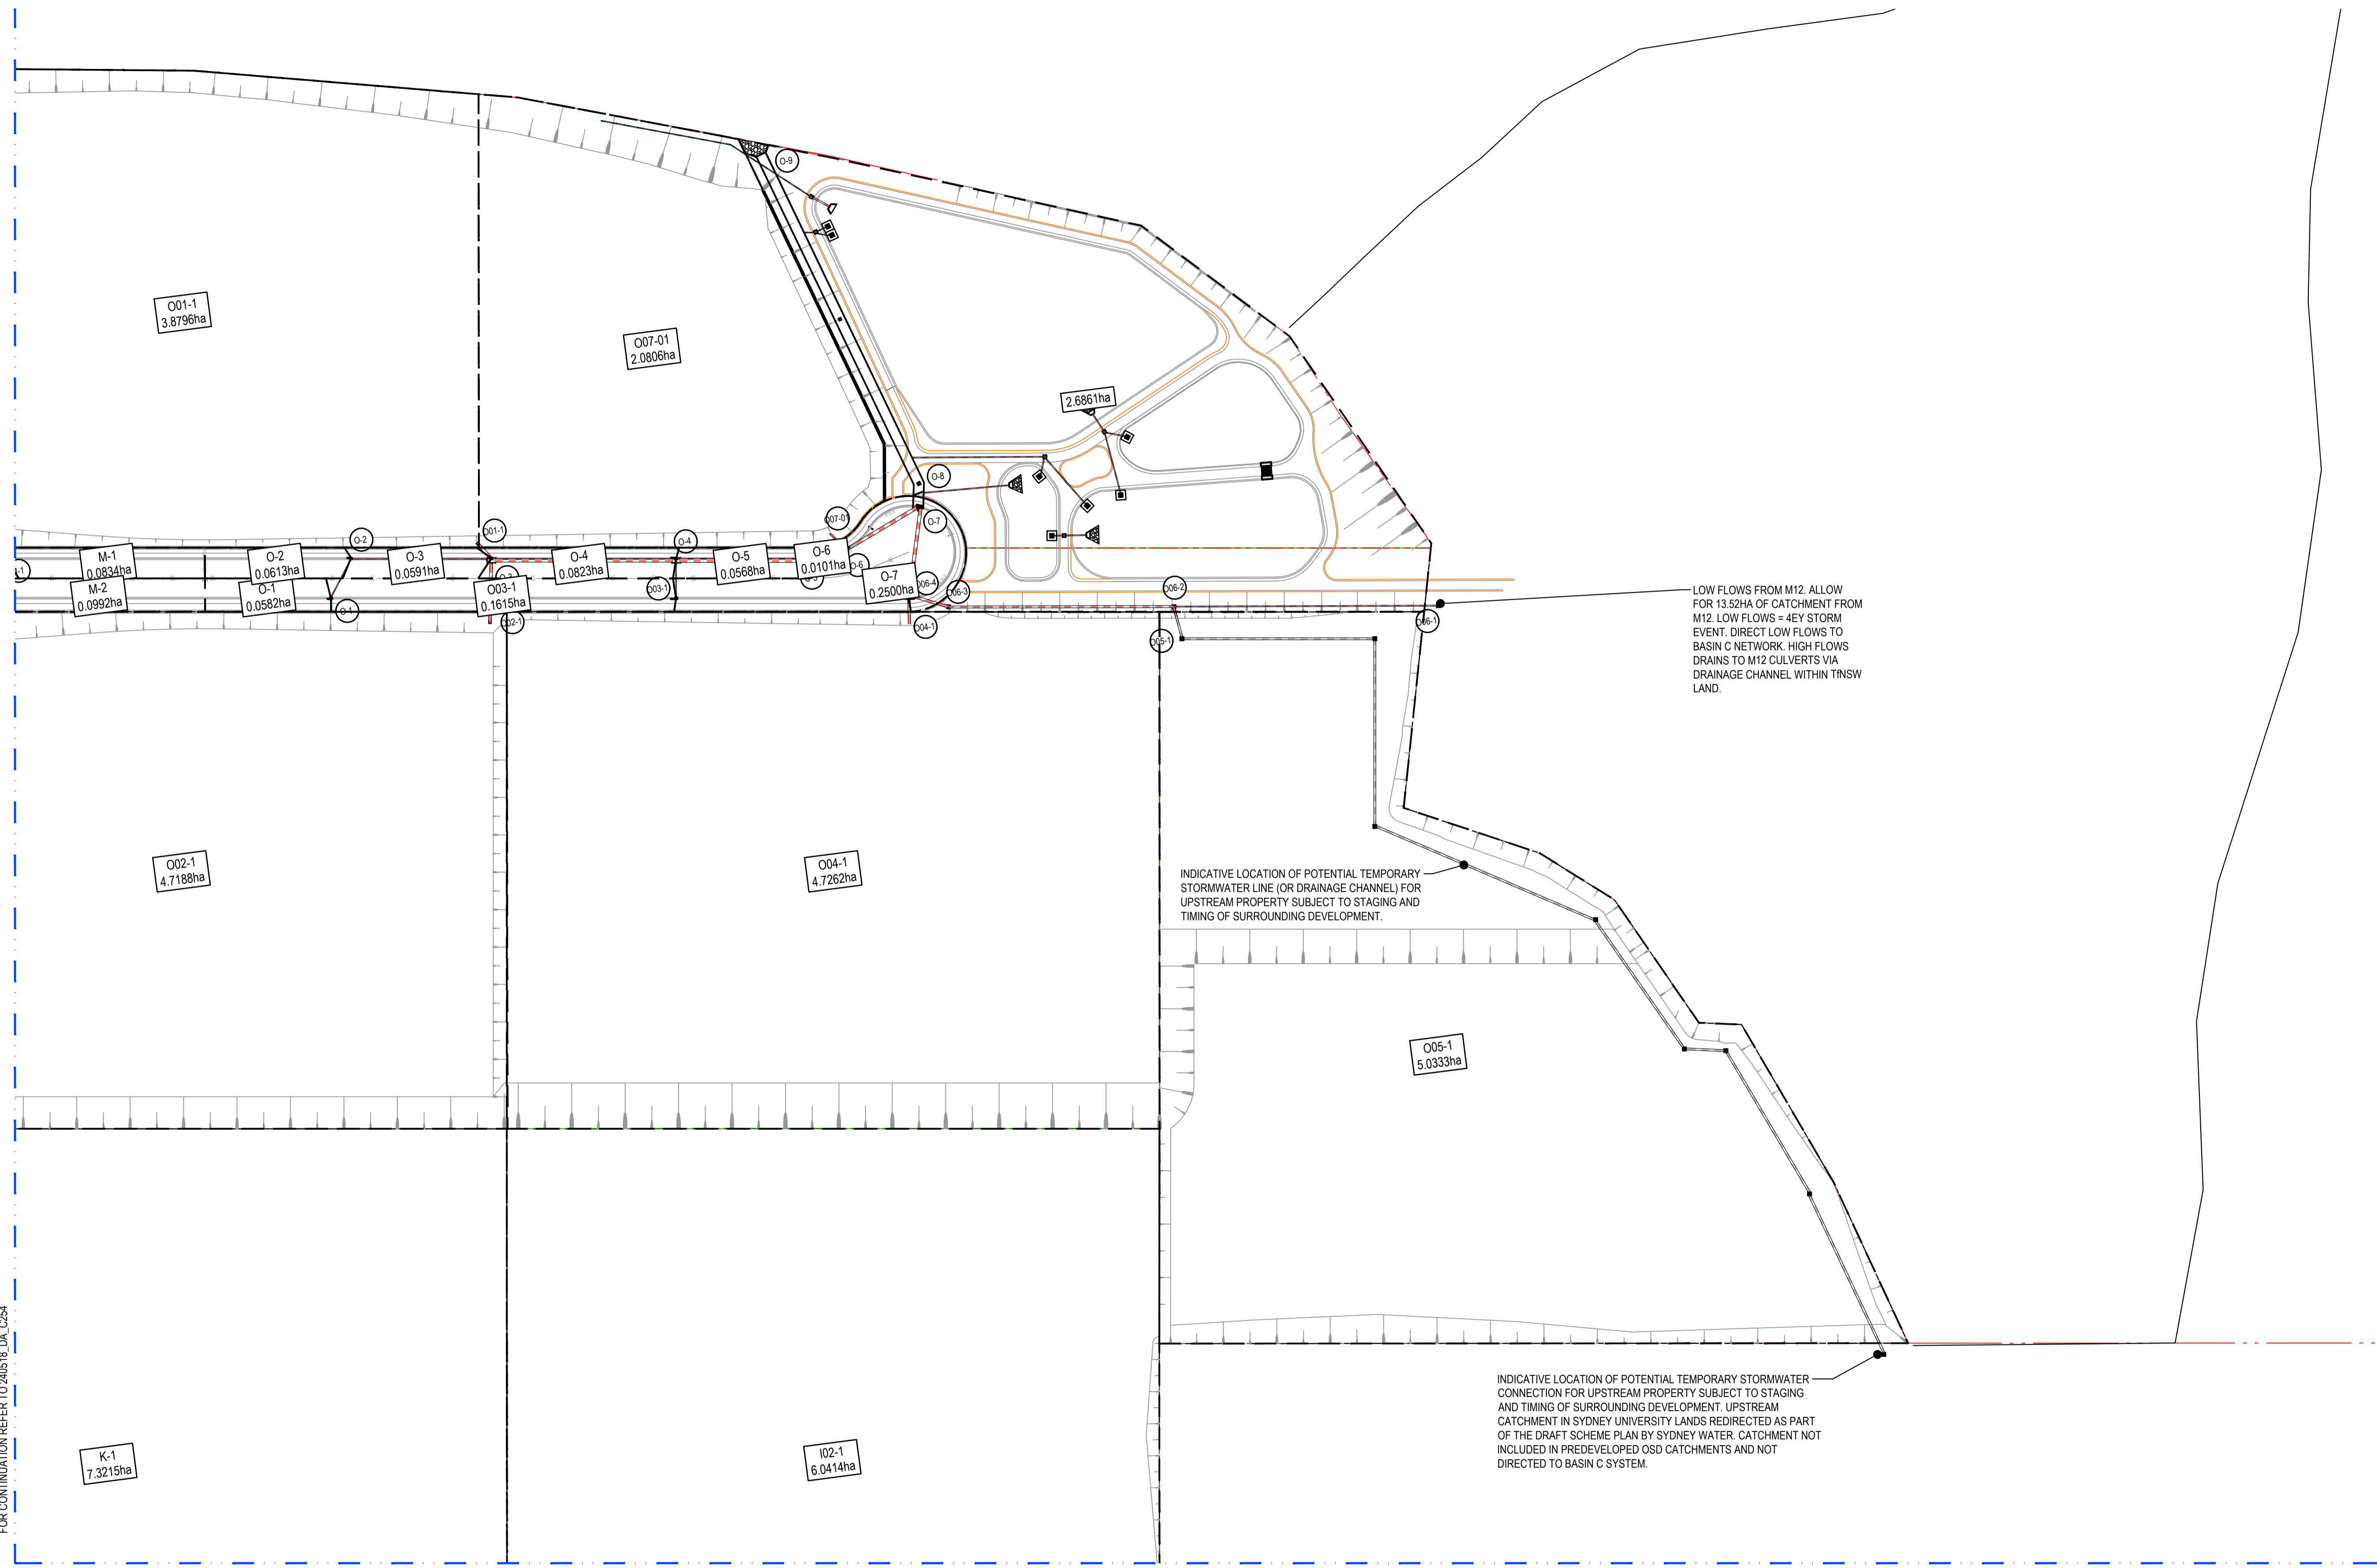 O-9
O01-1
3.8796ha
O07-01
2.0806ha
2.6861ha
O-8
O07-01
O-7
O01-1
O-2
O-4
M-1
0.0834ha
O-2
0.0613ha
O-3
0.0591ha
O-4
0.0823ha
O-5
0.0568ha
O-6
0.0101ha
O-6
M-2
0.0992ha
O-1
0.0582ha
O-1
O03-1
0.1615ha
O03-1
O-7
0.2500ha
O06-4
O06-3
O06-2
O06-1
O02-1
O04-1
O05-1
LOW FLOWS FROM M12. ALLOW
FOR 13.52HA OF CATCHMENT FROM
M12. LOW FLOWS = 4EY STORM
EVENT. DIRECT LOW FLOWS TO
BASIN C NETWORK. HIGH FLOWS
DRAINS TO M12 CULVERTS VIA
DRAINAGE CHANNEL WITHIN TfNSW
LAND.
O02-1
4.7188ha
O04-1
4.7262ha
INDICATIVE LOCATION OF POTENTIAL TEMPORARY
STORMWATER LINE (OR DRAINAGE CHANNEL) FOR
UPSTREAM PROPERTY SUBJECT TO STAGING AND
TIMING OF SURROUNDING DEVELOPMENT.
O05-1
5.0333ha
INDICATIVE LOCATION OF POTENTIAL TEMPORARY STORMWATER
CONNECTION FOR UPSTREAM PROPERTY SUBJECT TO STAGING
AND TIMING OF SURROUNDING DEVELOPMENT. UPSTREAM
CATCHMENT IN SYDNEY UNIVERSITY LANDS REDIRECTED AS PART
OF THE DRAFT SCHEME PLAN BY SYDNEY WATER. CATCHMENT NOT
INCLUDED IN PREDEVELOPED OSD CATCHMENTS AND NOT
DIRECTED TO BASIN C SYSTEM.
K-1
7.3215ha
I02-1
6.0414ha
FOR CONTINUATION REFER TO 240518_DA_C254